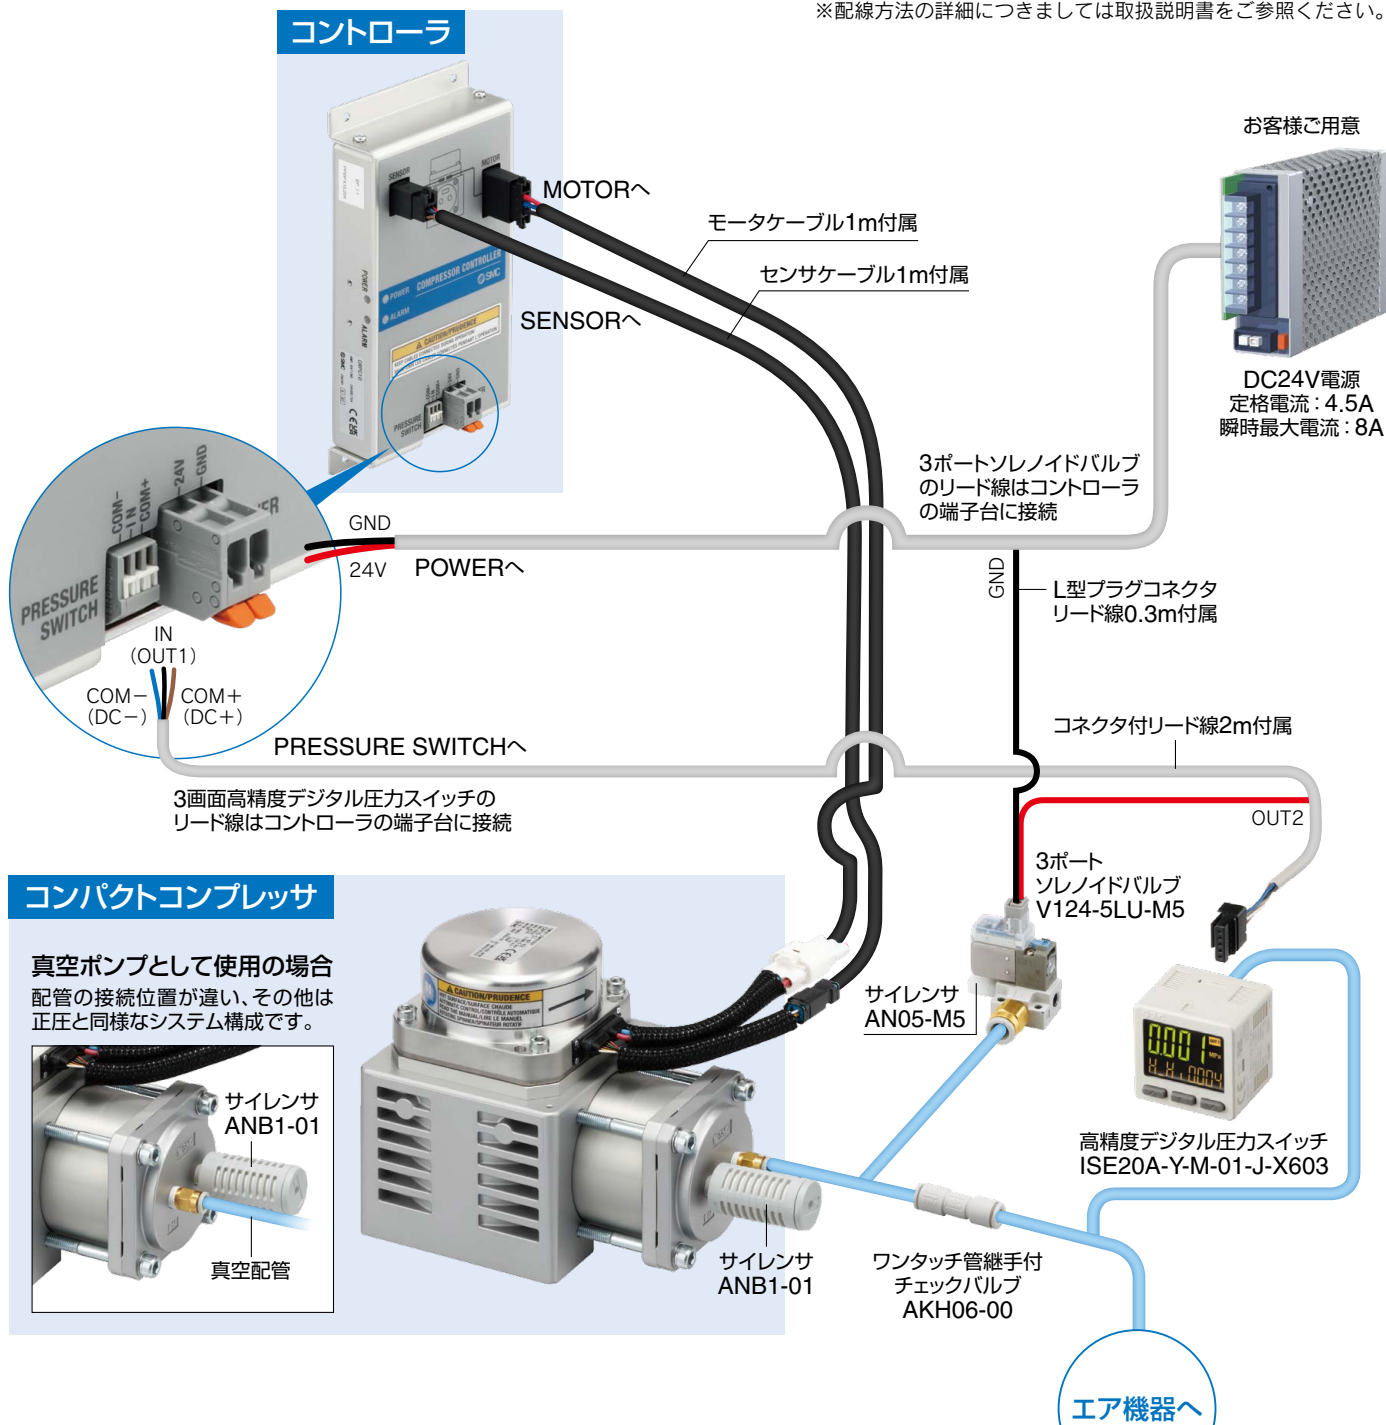 ※配線方法の詳細につきましては取扱説明書をご参照ください。
コントローラ
お客様ご用意
SENSOR
MOTOR
MOTORへ
モータケーブル1m付属
センサケーブル1m付属
SENSORへ
COMPRESSOR CONTROLLER
SMC
POWER
ALARM
CAUTION/PRUDENCE
POWER
ALARM
PRESSURE
SWITCH
DC24V電源
定格電流：4.5A
瞬時最大電流：8A
3ポートソレノイドバルブ
のリード線はコントローラ
の端子台に接続
COM-
IN
COM+
24V
GND
PRESSURE
SWITCH
GND
24V
POWERへ
GND
L型プラグコネクタ
リード線0.3m付属
IN
(OUT1)
COM−
(DC−)
COM＋
(DC＋)
PRESSURE SWITCHへ
コネクタ付リード線2m付属
3画面高精度デジタル圧力スイッチの
リード線はコントローラの端子台に接続
OUT2
3ポート
ソレノイドバルブ
V124-5LU-M5
コンパクトコンプレッサ
真空ポンプとして使用の場合
配管の接続位置が違い、その他は
正圧と同様なシステム構成です。
CAUTION/PRUDENCE
サイレンサ
AN05-M5
サイレンサ
ANB1-01
真空配管
0.001
MPa
高精度デジタル圧力スイッチ
ISE20A-Y-M-01-J-X603
サイレンサ
ANB1-01
ワンタッチ管継手付
チェックバルブ
AKH06-00
エア機器へ